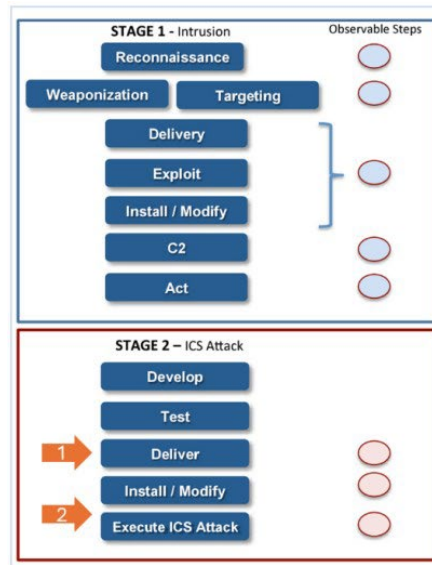 STAGE 1 - Intrusion Observable Steps
Reconnaissance
Weaponization Targeting
Delivery
Exploit
Install / Modify
C2
Act
STAGE 2 – ICS Attack
Develop
Test
1 Deliver
Install / Modify
2 Execute ICS Attack